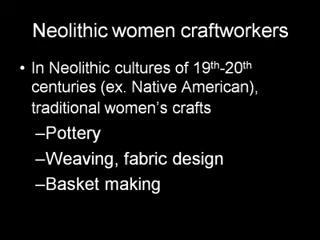 Neolithic women craftworkers
• In Neolithic cultures of 19th-20th
centuries (ex. Native American),
traditional women's crafts
–Pottery
–Weaving, fabric design
–Basket making